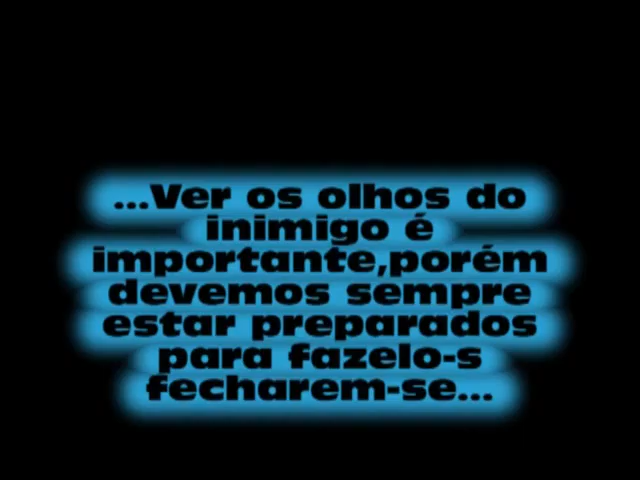 ...Ver os olhos do
inimigo é
importante,porém
devemos sempre
estar preparados
para fazelo-s
fecharem-se...